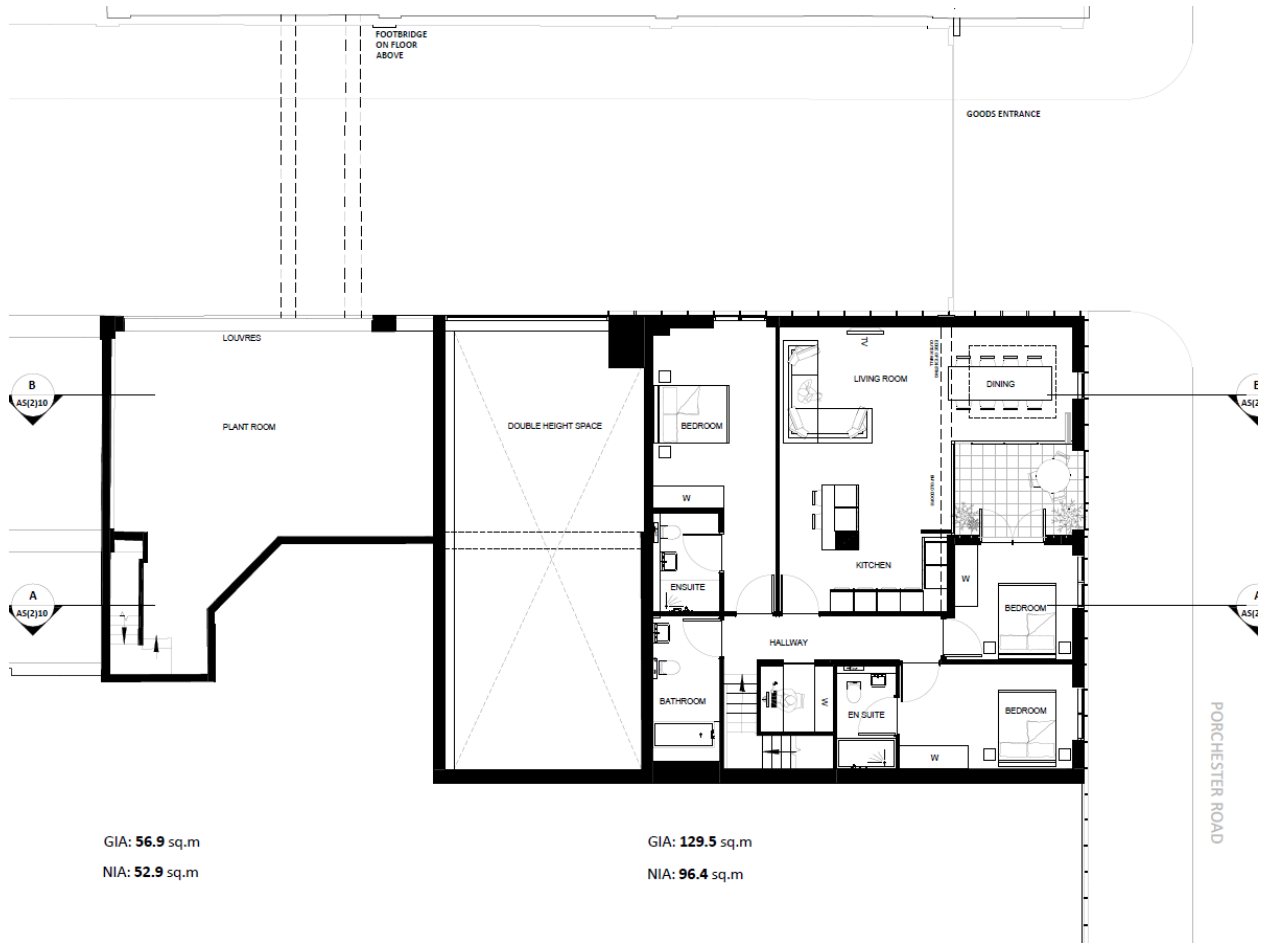 FOOTBRIDGE
ON FLOOR
ABOVE
GOODS ENTRANCE
LOUVRES
TV
LIVING ROOM
DINING
B
AS(2)10
PLANT ROOM
DOUBLE HEIGHT SPACE
BEDROOM
W
ENSUITE
KITCHEN
W
A
AS(2)10
BEDROOM
HALLWAY
BATHROOM
W
EN SUITE
BEDROOM
W
PORCHESTER ROAD
GIA: 56.9 sq.m
NIA: 52.9 sq.m
GIA: 129.5 sq.m
NIA: 96.4 sq.m